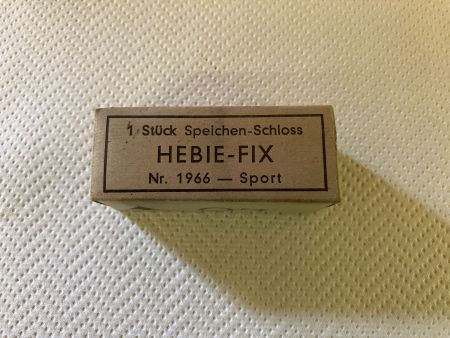 1 Stück Speichen-Schloss
HEBIE-FIX
Nr. 1966 — Sport